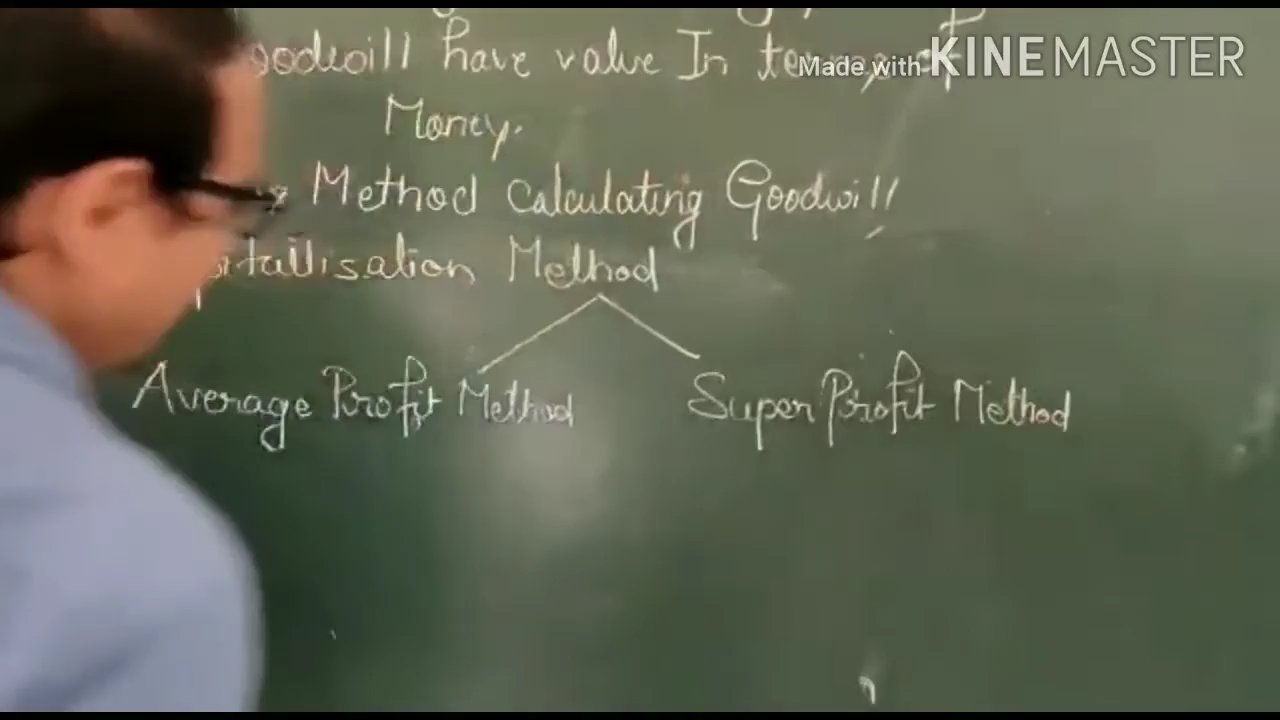 goodwill have value In terms of
Made with KINEMASTER
Money.
Method Calculating Goodwill
pitallisation Method
Average Profit Method Super Profit Method